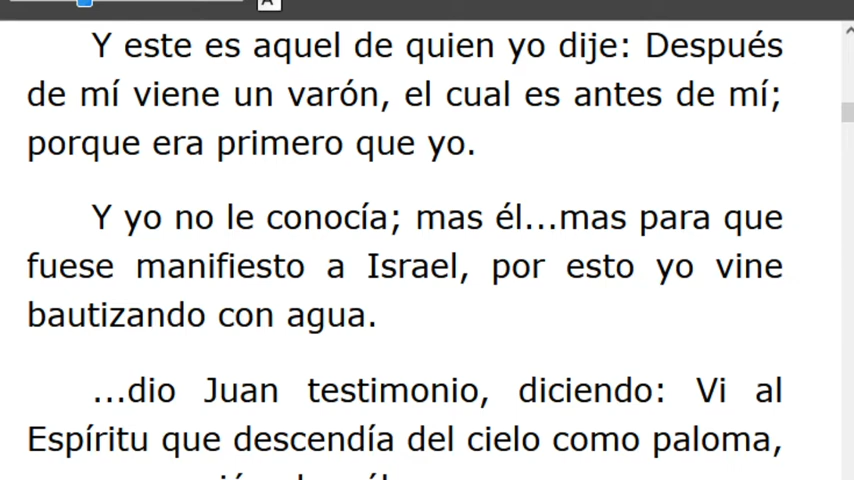 A
Y este es aquel de quien yo dije: Después
de mí viene un varón, el cual es antes de mí;
porque era primero que yo.
Y yo no le conocía; mas él...mas para que
fuese manifiesto a Israel, por esto yo vine
bautizando con agua.
...dio Juan testimonio, diciendo: Vi al
Espíritu que descendía del cielo como paloma,